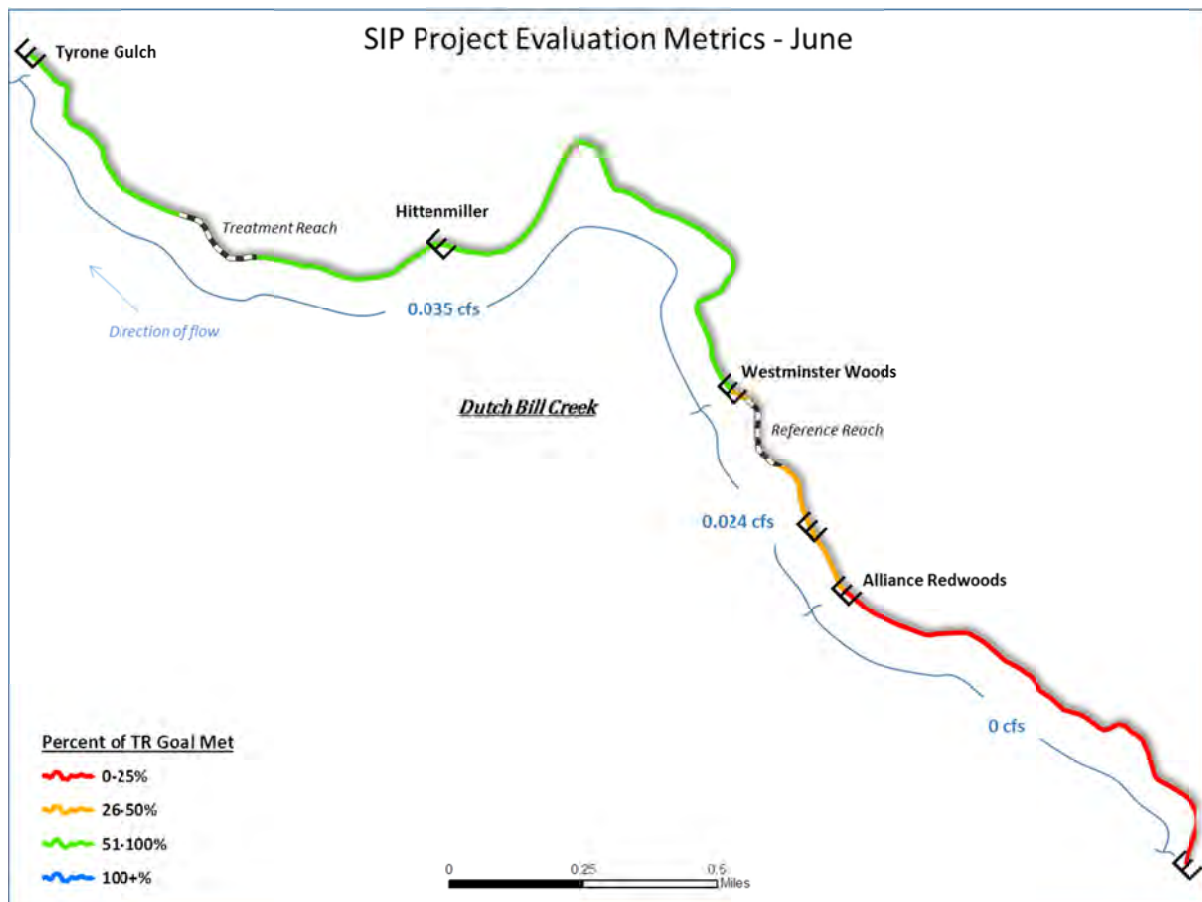 SIP Project Evaluation Metrics - June
Tyrone Gulch
Hittenmiller
Treatment Reach
0.035 cfs
Direction of flow
Westminster Woods
Dutch Bill Creek
Reference Reach
0.024 cfs
Alliance Redwoods
0 cfs
Percent of TR Goal Met
0-25%
26-50%
51-100%
100+%
0 0.25 0.5
Miles